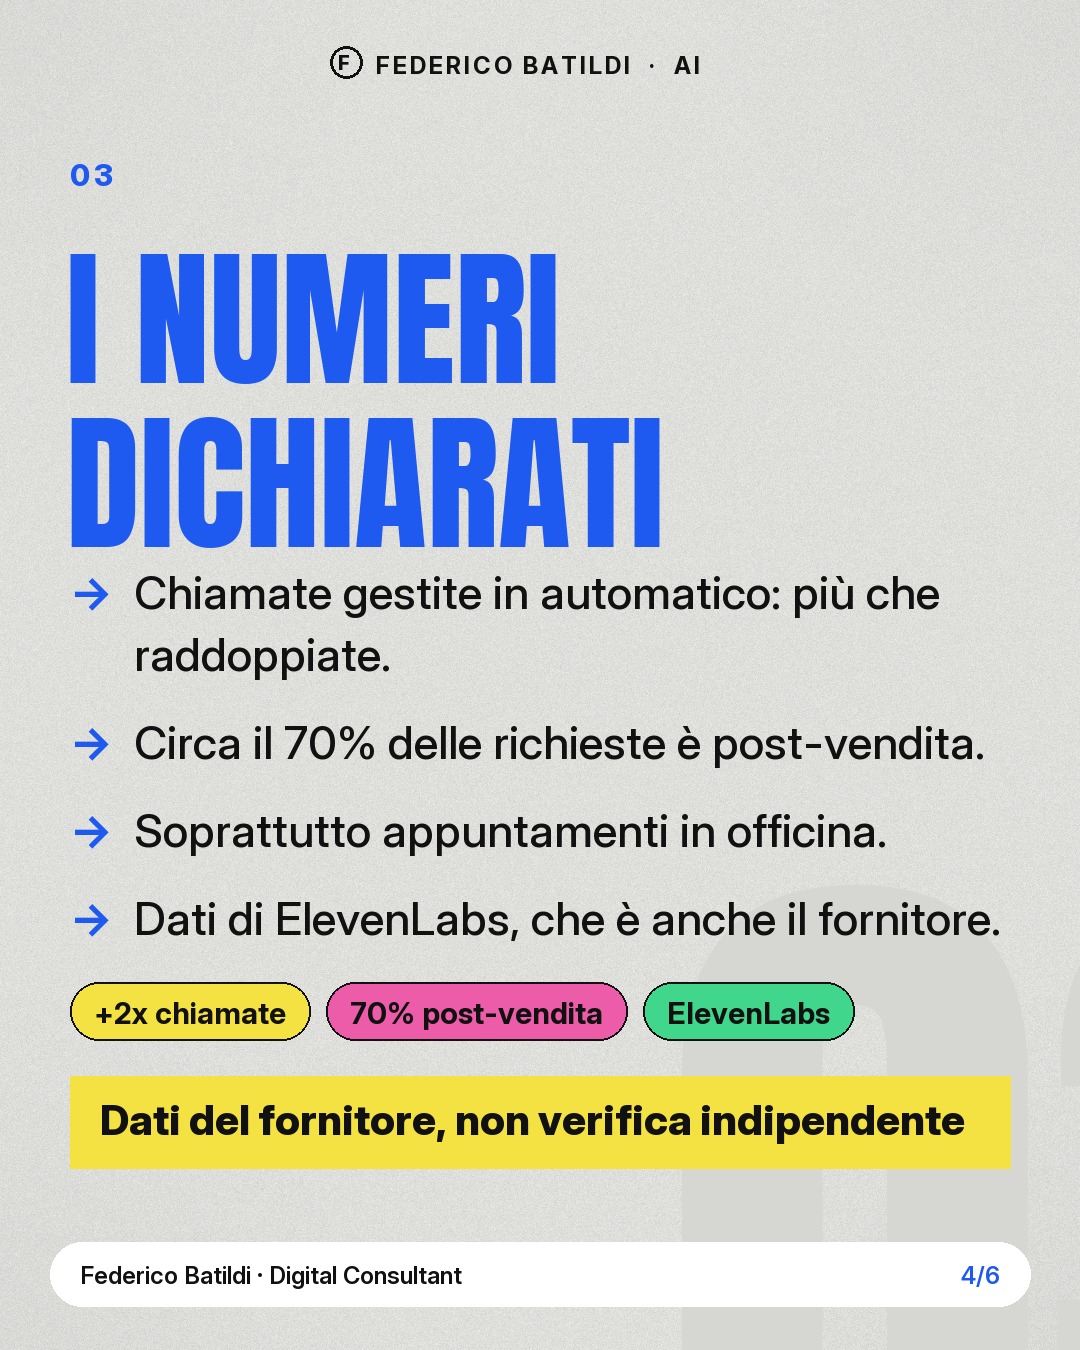 F FEDERICO BATILDI · AI
03
I NUMERI
DICHIARATI
→ Chiamate gestite in automatico: più che
raddoppiate.
→ Circa il 70% delle richieste è post-vendita.
→ Soprattutto appuntamenti in officina.
→ Dati di ElevenLabs, che è anche il fornitore.
+2x chiamate 70% post-vendita ElevenLabs
Dati del fornitore, non verifica indipendente
Federico Batildi · Digital Consultant 4/6